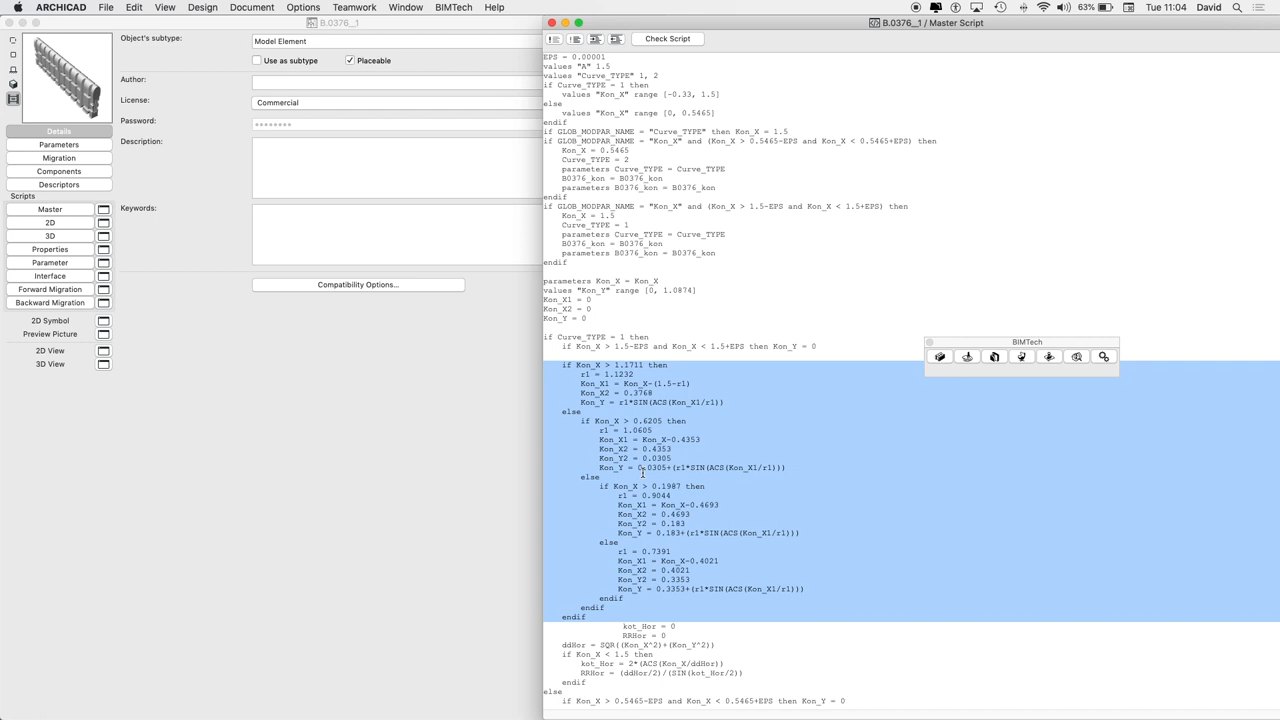 ARCHICAD File Edit View Design Document Options Teamwork Window BIMTech Help 63% Tue 11:04 David
B.0376__1
B.0376__1 / Master Script
Object's subtype:
Model Element
Use as subtype
Placeable
Check Script
Author:
License:
Commercial
Password:
••••••••
Description:
Keywords:
Compatibility Options...
Details
Parameters
Migration
Components
Descriptors
Scripts
Master
2D
3D
Properties
Parameter
Interface
Forward Migration
Backward Migration
2D Symbol
Preview Picture
2D View
3D View
EPS = 0.00001
values "A" 1.5
values "Curve_TYPE" 1, 2
if Curve_TYPE = 1 then
values "Kon_X" range [-0.33, 1.5]
else
values "Kon_X" range [0, 0.5465]
endif
if GLOB_MODPAR_NAME = "Curve_TYPE" then Kon_X = 1.5
if GLOB_MODPAR_NAME = "Kon_X" and (Kon_X > 0.5465-EPS and Kon_X < 0.5465+EPS) then
Kon_X = 0.5465
Curve_TYPE = 2
parameters Curve_TYPE = Curve_TYPE
B0376_kon = B0376_kon
parameters B0376_kon = B0376_kon
endif
if GLOB_MODPAR_NAME = "Kon_X" and (Kon_X > 1.5-EPS and Kon_X < 1.5+EPS) then
Kon_X = 1.5
Curve_TYPE = 1
parameters Curve_TYPE = Curve_TYPE
B0376_kon = B0376_kon
parameters B0376_kon = B0376_kon
endif
parameters Kon_X = Kon_X
values "Kon_Y" range [0, 1.0874]
Kon_X1 = 0
Kon_X2 = 0
Kon_Y = 0
if Curve_TYPE = 1 then
if Kon_X > 1.5-EPS and Kon_X < 1.5+EPS then Kon_Y = 0
if Kon_X > 1.1711 then
r1 = 1.1232
Kon_X1 = Kon_X-(1.5-r1)
Kon_X2 = 0.3768
Kon_Y = r1*SIN(ACS(Kon_X1/r1))
else
if Kon_X > 0.6205 then
r1 = 1.0605
Kon_X1 = Kon_X-0.4353
Kon_X2 = 0.4353
Kon_Y2 = 0.0305
Kon_Y = 0.0305+(r1*SIN(ACS(Kon_X1/r1)))
else
if Kon_X > 0.1987 then
r1 = 0.9044
Kon_X1 = Kon_X-0.4693
Kon_X2 = 0.4693
Kon_Y2 = 0.183
Kon_Y = 0.183+(r1*SIN(ACS(Kon_X1/r1)))
else
r1 = 0.7391
Kon_X1 = Kon_X-0.4021
Kon_X2 = 0.4021
Kon_Y2 = 0.3353
Kon_Y = 0.3353+(r1*SIN(ACS(Kon_X1/r1)))
endif
endif
endif
kot_Hor = 0
RRHor = 0
ddHor = SQR((Kon_X^2)+(Kon_Y^2))
if Kon_X < 1.5 then
kot_Hor = 2*(ACS(Kon_X/ddHor))
RRHor = (ddHor/2)/(SIN(kot_Hor/2))
endif
else
if Kon_X > 0.5465-EPS and Kon_X < 0.5465+EPS then Kon_Y = 0
BIMTech